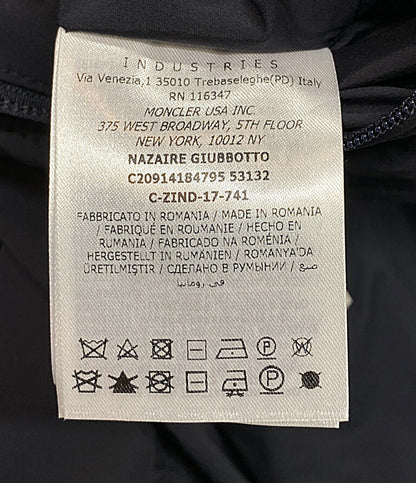 INDUSTRIES
Via Venezia,1 35010 Trebaseleghe(PD) Italy
RN 116347
MONCLER USA INC.
375 WEST BROADWAY, 5TH FLOOR
NEW YORK, 10012 NY
NAZAIRE GIUBBOTTO
C20914184795 53132
C-ZIND-17-741
FABBRICATO IN ROMANIA / MADE IN ROMANIA
/ FABRIQUÉ EN ROUMANIE / HECHO EN
RUMANIA / FABRICADO NA ROMÉNIA /
HERGESTELLT IN RUMÄNIEN / ROMANYA'DA
ÜRETILMIŞTIR / СДЕЛАНО В РУМЫНИИ / صنع
في رومانيا
P
P